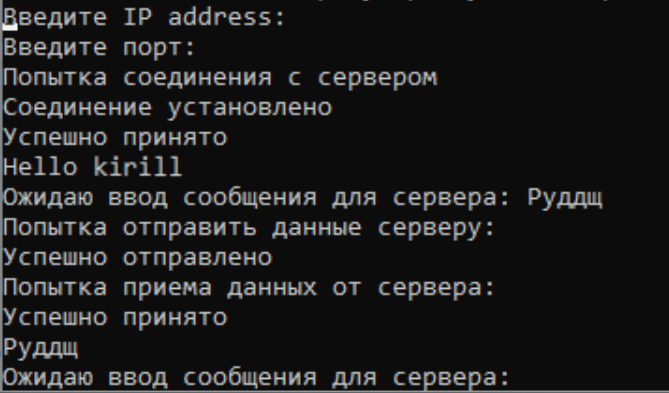 Введите IP address:
Введите порт:
Попытка соединения с сервером
Соединение установлено
Успешно принято
Hello kirill
Ожидаю ввод сообщения для сервера: Руддщ
Попытка отправить данные серверу:
Успешно отправлено
Попытка приема данных от сервера:
Успешно принято
Руддщ
Ожидаю ввод сообщения для сервера: